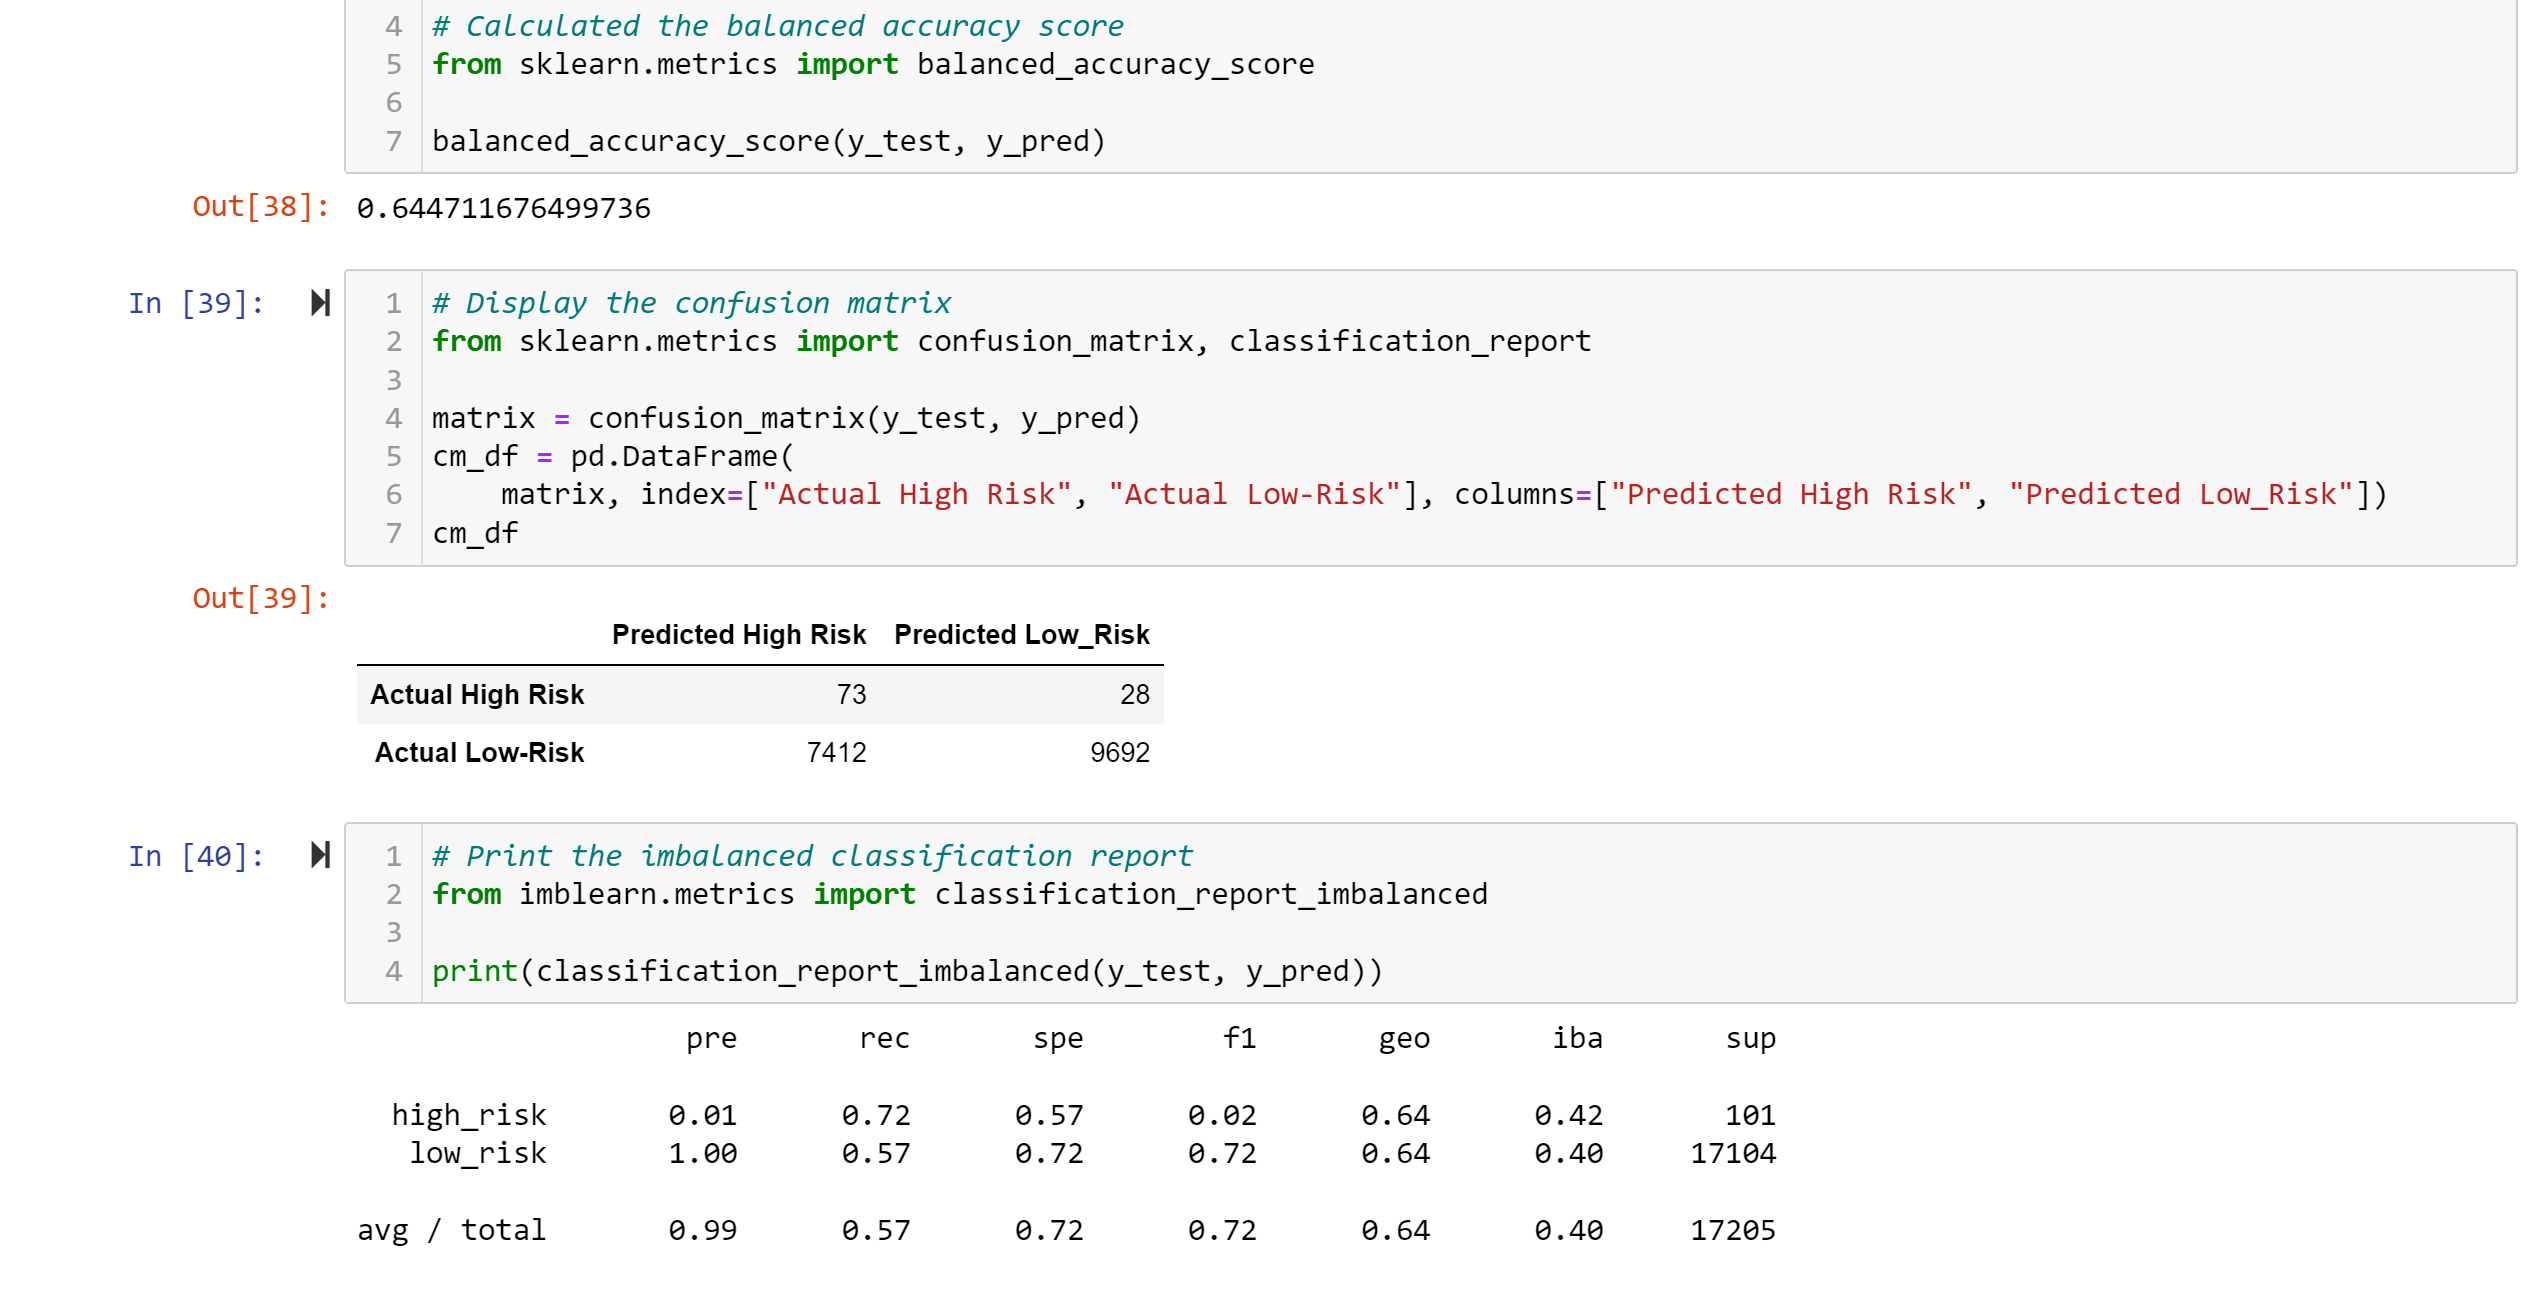 4 # Calculated the balanced accuracy score
5 from sklearn.metrics import balanced_accuracy_score
6
7 balanced_accuracy_score(y_test, y_pred)
Out[38]: 0.644711676499736
In [39]: 1 # Display the confusion matrix
2 from sklearn.metrics import confusion_matrix, classification_report
3
4 matrix = confusion_matrix(y_test, y_pred)
5 cm_df = pd.DataFrame(
6     matrix, index=["Actual High Risk", "Actual Low-Risk"], columns=["Predicted High Risk", "Predicted Low_Risk"])
7 cm_df
Out[39]:
Predicted High Risk Predicted Low_Risk
Actual High Risk 73 28
Actual Low-Risk 7412 9692
In [40]: 1 # Print the imbalanced classification report
2 from imblearn.metrics import classification_report_imbalanced
3
4 print(classification_report_imbalanced(y_test, y_pred))
pre rec spe f1 geo iba sup
high_risk 0.01 0.72 0.57 0.02 0.64 0.42 101
low_risk 1.00 0.57 0.72 0.72 0.64 0.40 17104
avg / total 0.99 0.57 0.72 0.72 0.64 0.40 17205